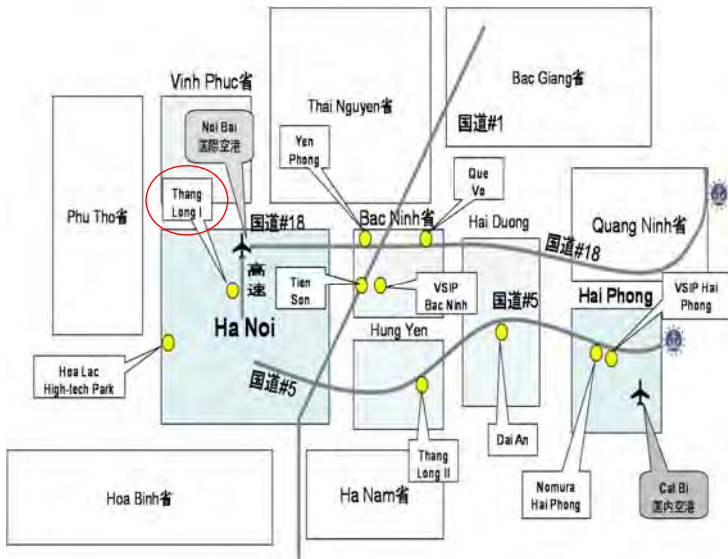 Vinh Phuc省
Bac Giang省
Noi Bai
国際空港
Thai Nguyen省
国道#1
Yen
Phong
Que
Vo
Thang
Long I
Phu Tho省
国道#18
Bac Ninh省
Hai Duong
Quang Ninh省
国道#18
高速
Tien
Son
VSIP
Bac Ninh
国道#5
Hai Phong
VSIP Hai
Phong
Ha Noi
Hung Yen
Hoa Lac
High-tech Park
国道#5
Dai An
Thang
Long II
Nomura
Hai Phong
Cat Bi
国内空港
Hoa Binh省
Ha Nam省